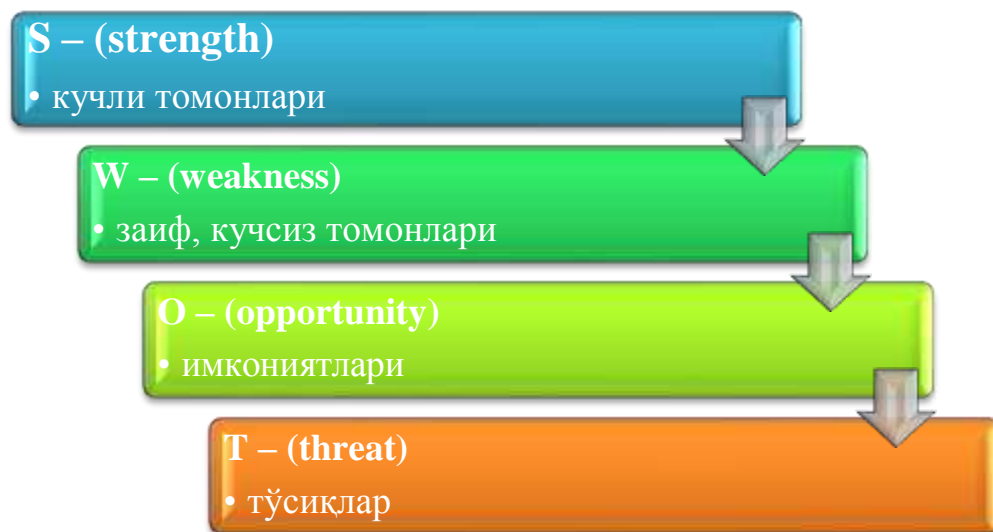 S – (strength)
• кучли томонлари
W – (weakness)
• заиф, кучсиз томонлари
O – (opportunity)
• имкониятлари
T – (threat)
• тўсиқлар